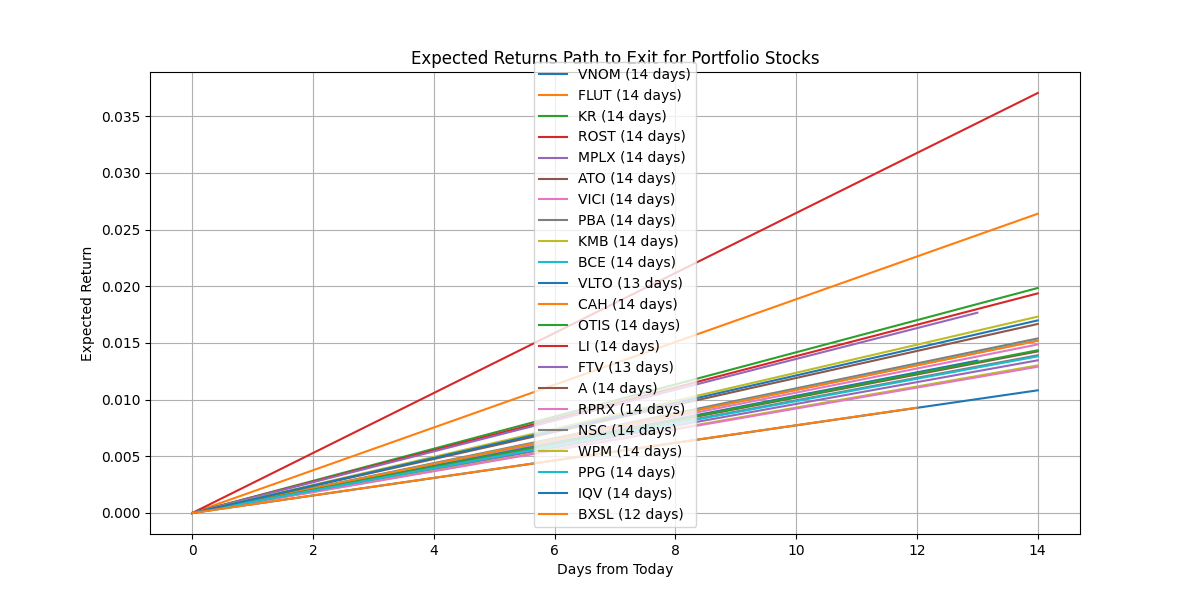 Expected Returns Path to Exit for Portfolio Stocks
VNOM (14 days)
FLUT (14 days)
KR (14 days)
ROST (14 days)
MPLX (14 days)
ATO (14 days)
VICI (14 days)
PBA (14 days)
KMB (14 days)
BCE (14 days)
VLTO (13 days)
CAH (14 days)
OTIS (14 days)
LI (14 days)
FTV (13 days)
A (14 days)
RPRX (14 days)
NSC (14 days)
WPM (14 days)
PPG (14 days)
IQV (14 days)
BXSL (12 days)
Expected Return
0.035
0.030
0.025
0.020
0.015
0.010
0.005
0.000
0 2 4 6 8 10 12 14
Days from Today